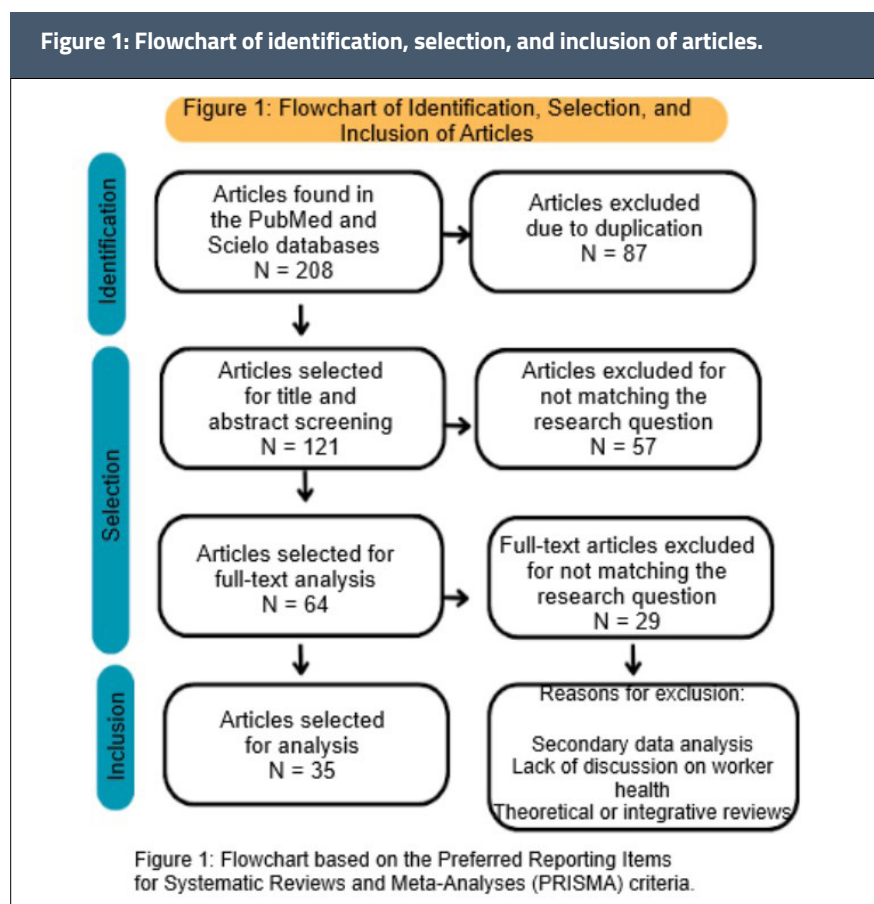 Figure 1: Flowchart of identification, selection, and inclusion of articles.
Figure 1: Flowchart of Identification, Selection, and
Inclusion of Articles
Identification
Articles found in
the PubMed and
Scielo databases
N = 208
Articles excluded
due to duplication
N = 87
Selection
Articles selected
for title and
abstract screening
N = 121
Articles excluded for
not matching the
research question
N = 57
Articles selected for
full-text analysis
N = 64
Full-text articles excluded
for not matching the
research question
N = 29
Inclusion
Articles selected
for analysis
N = 35
Reasons for exclusion:
Secondary data analysis
Lack of discussion on worker
health
Theoretical or integrative reviews
Figure 1: Flowchart based on the Preferred Reporting Items
for Systematic Reviews and Meta-Analyses (PRISMA) criteria.